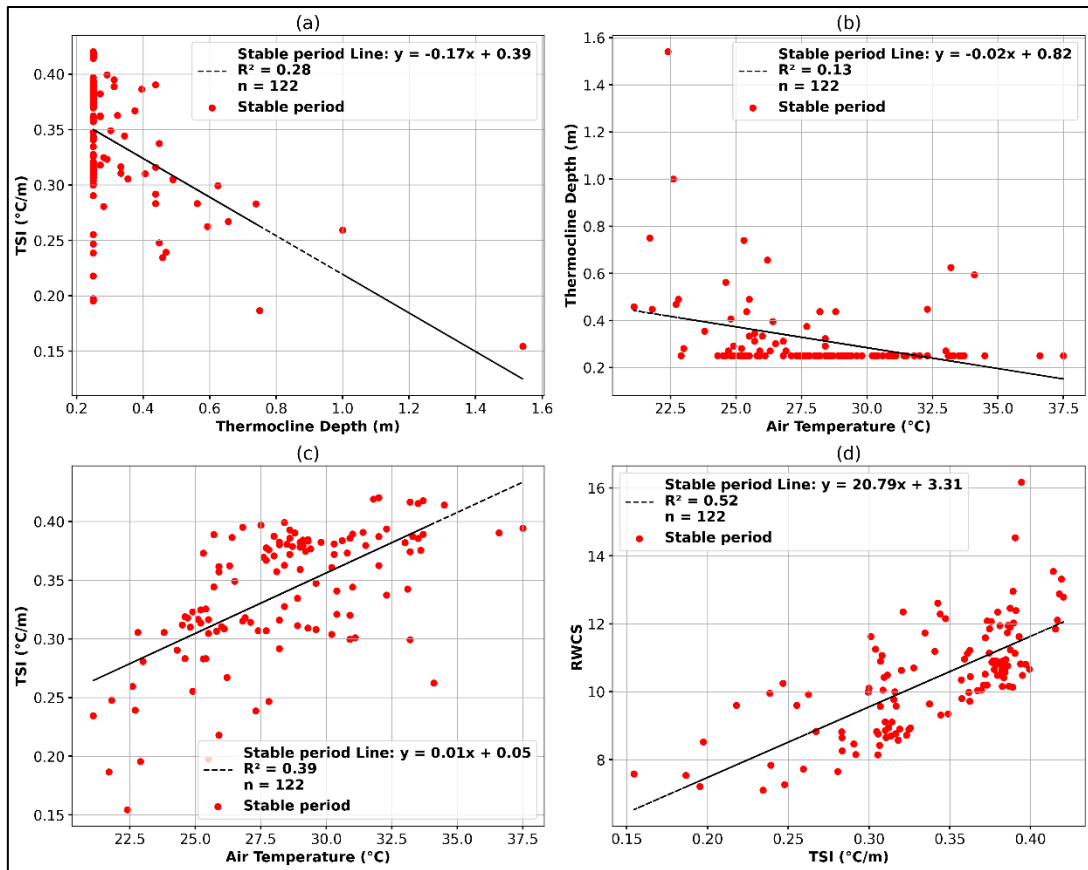 (a)
Stable period Line: y = -0.17x + 0.39
R² = 0.28
n = 122
Stable period
0.40
0.35
0.30
0.25
0.20
0.15
TSI (°C/m)
0.2 0.4 0.6 0.8 1.0 1.2 1.4 1.6
Thermocline Depth (m)
(b)
Stable period Line: y = -0.02x + 0.82
R² = 0.13
n = 122
Stable period
1.6
1.4
1.2
1.0
0.8
0.6
0.4
0.2
Thermocline Depth (m)
22.5 25.0 27.5 30.0 32.5 35.0 37.5
Air Temperature (°C)
(c)
0.40
0.35
0.30
0.25
0.20
0.15
TSI (°C/m)
Stable period Line: y = 0.01x + 0.05
R² = 0.39
n = 122
Stable period
22.5 25.0 27.5 30.0 32.5 35.0 37.5
Air Temperature (°C)
(d)
Stable period Line: y = 20.79x + 3.31
R² = 0.52
n = 122
Stable period
16
14
12
10
8
RWCS
0.15 0.20 0.25 0.30 0.35 0.40
TSI (°C/m)